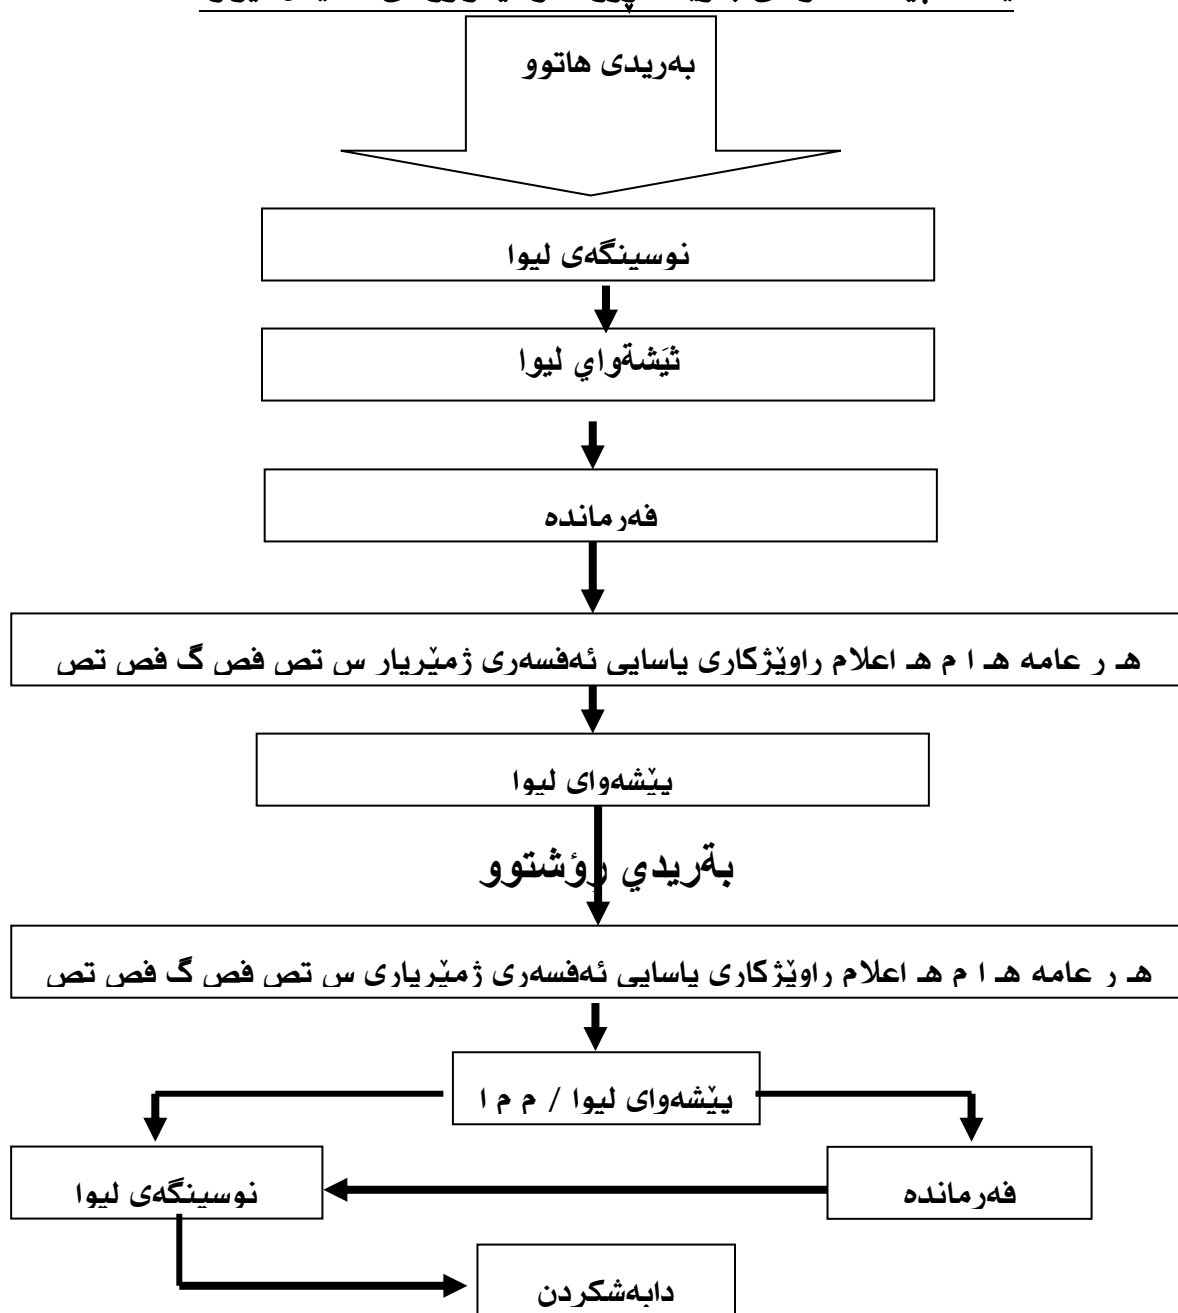 بەریدی هاتوو
نوسینگەی لیوا
ثێشةواي ليوا
فەرماندە
هـ ر عامە هـ ا م هـ اعلام راوێژکاری یاسایی ئەفسەری ژمێریار س تص فص گ فص تص
پێشەوای لیوا
بةريدي رؤشتوو
هـ ر عامە هـ ا م هـ اعلام راوێژکاری یاسایی ئەفسەری ژمێریاری س تص فص گ فص تص
پێشەوای لیوا / م م ا
نوسینگەی لیوا
فەرماندە
دابەشکردن